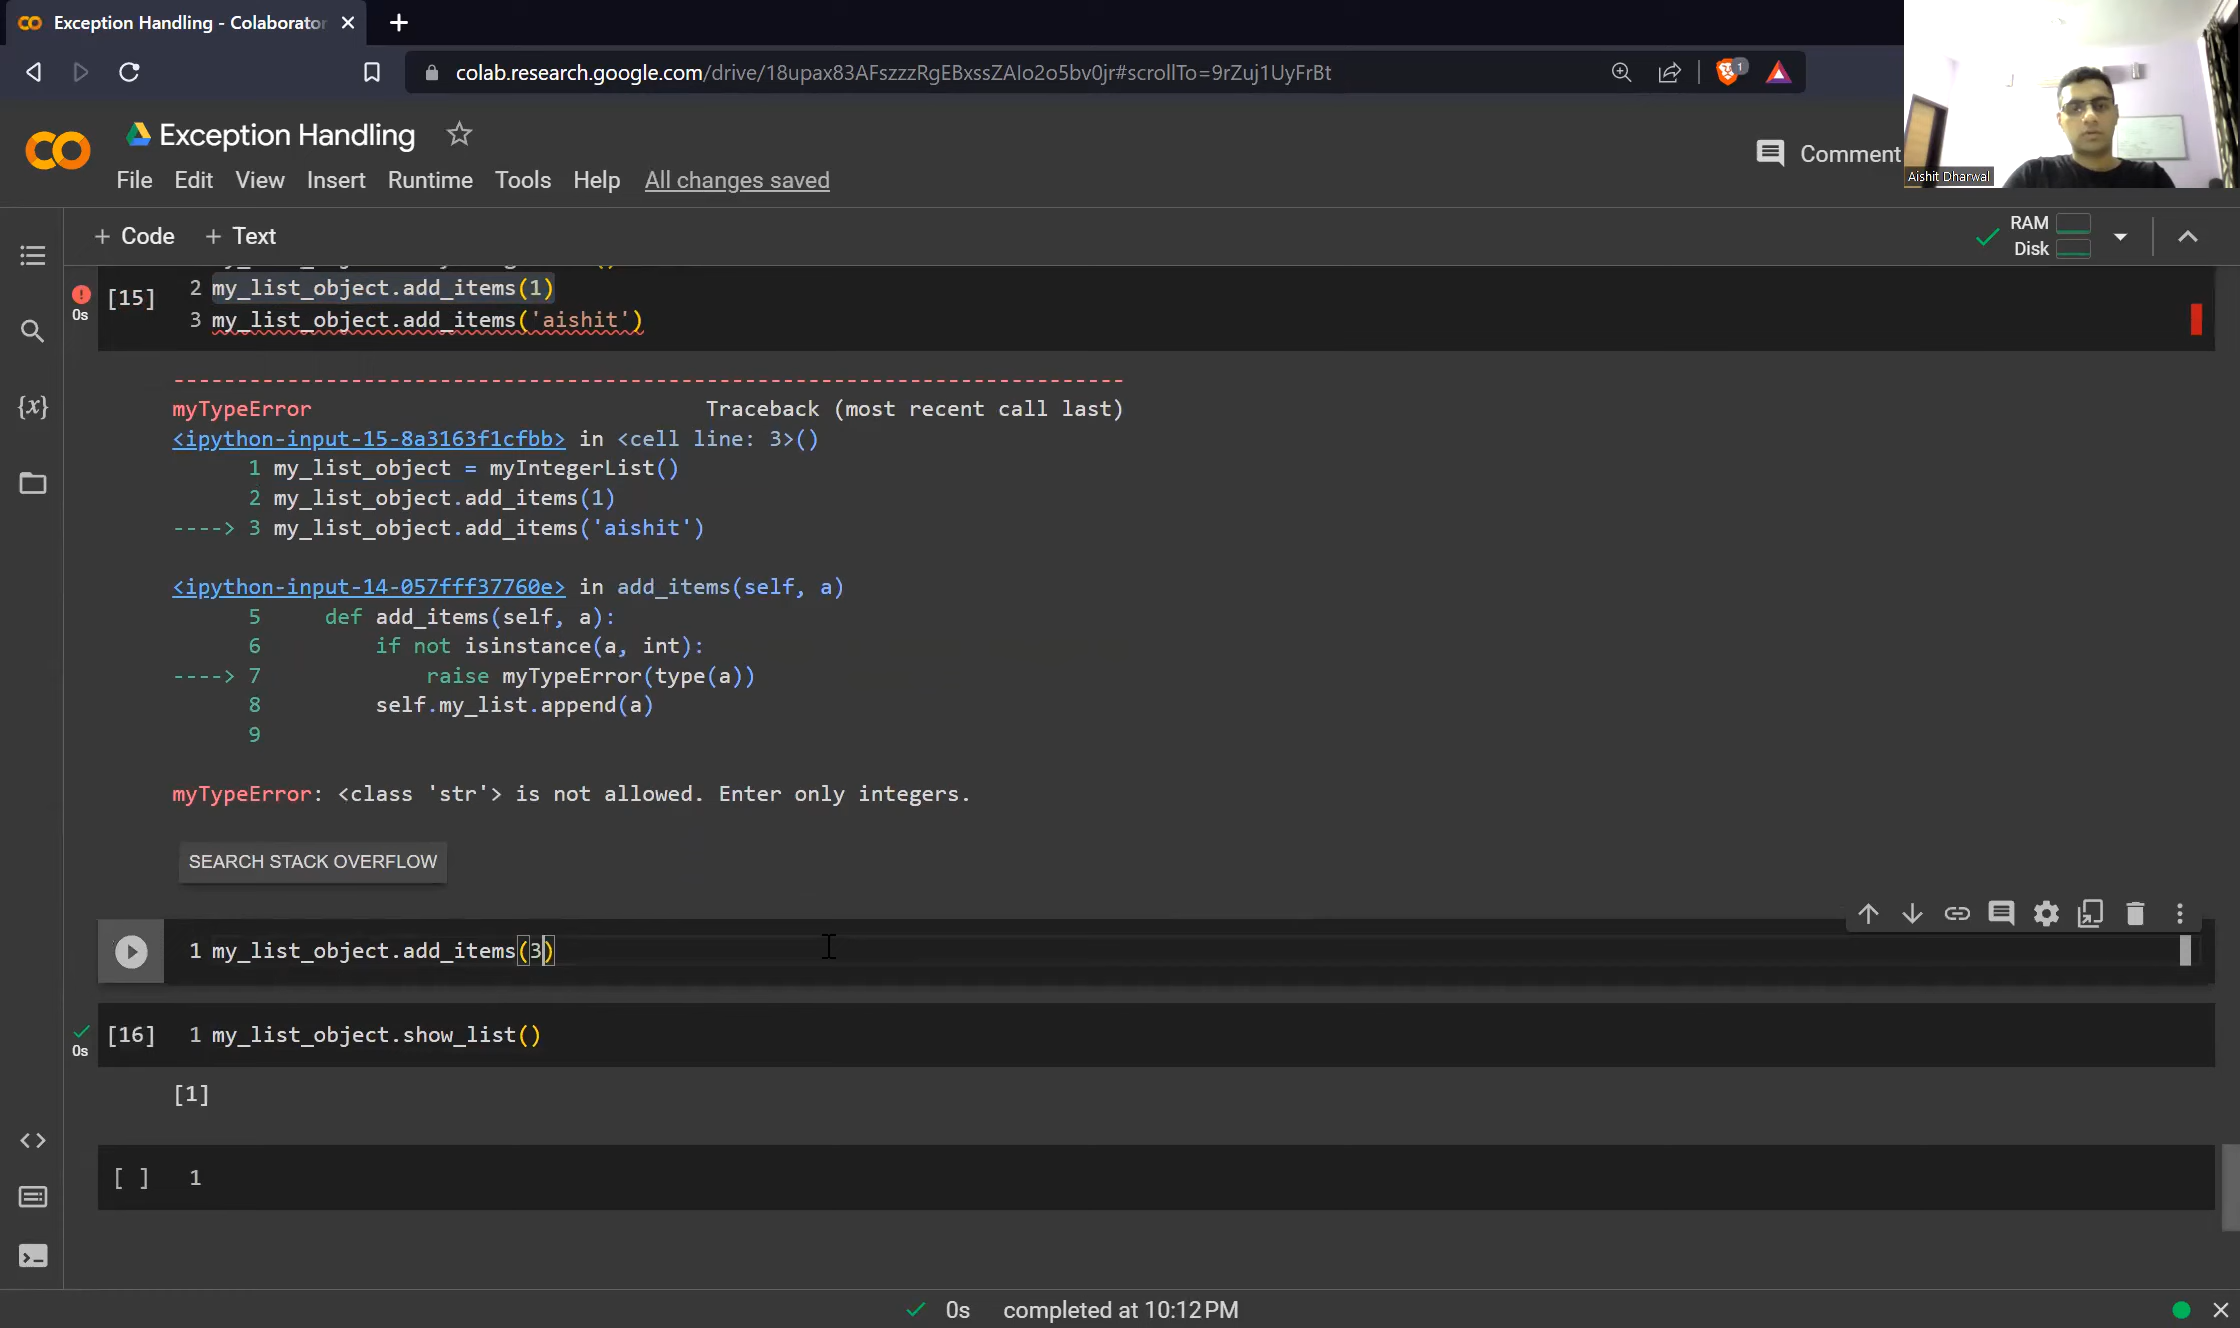 Exception Handling - Colaborator
colab.research.google.com/drive/18upax83AFszzzRgEBxssZAIo2o5bv0jr#scrollTo=9rZuj1UyFrBt
1
Exception Handling
File Edit View Insert Runtime Tools Help All changes saved
Comment
Aishit Dharwal
+ Code + Text
RAM
Disk
[15]
0s
2 my_list_object.add_items(1)
3 my_list_object.add_items('aishit')
---------------------------------------------------------------------------
myTypeError Traceback (most recent call last)
<ipython-input-15-8a3163f1cfbb> in <cell line: 3>()
1 my_list_object = myIntegerList()
2 my_list_object.add_items(1)
----> 3 my_list_object.add_items('aishit')
<ipython-input-14-057fff37760e> in add_items(self, a)
5 def add_items(self, a):
6 if not isinstance(a, int):
----> 7 raise myTypeError(type(a))
8 self.my_list.append(a)
9
myTypeError: <class 'str'> is not allowed. Enter only integers.
SEARCH STACK OVERFLOW
1 my_list_object.add_items(3)
[16] 1 my_list_object.show_list()
0s
[1]
[ ] 1
0s completed at 10:12 PM